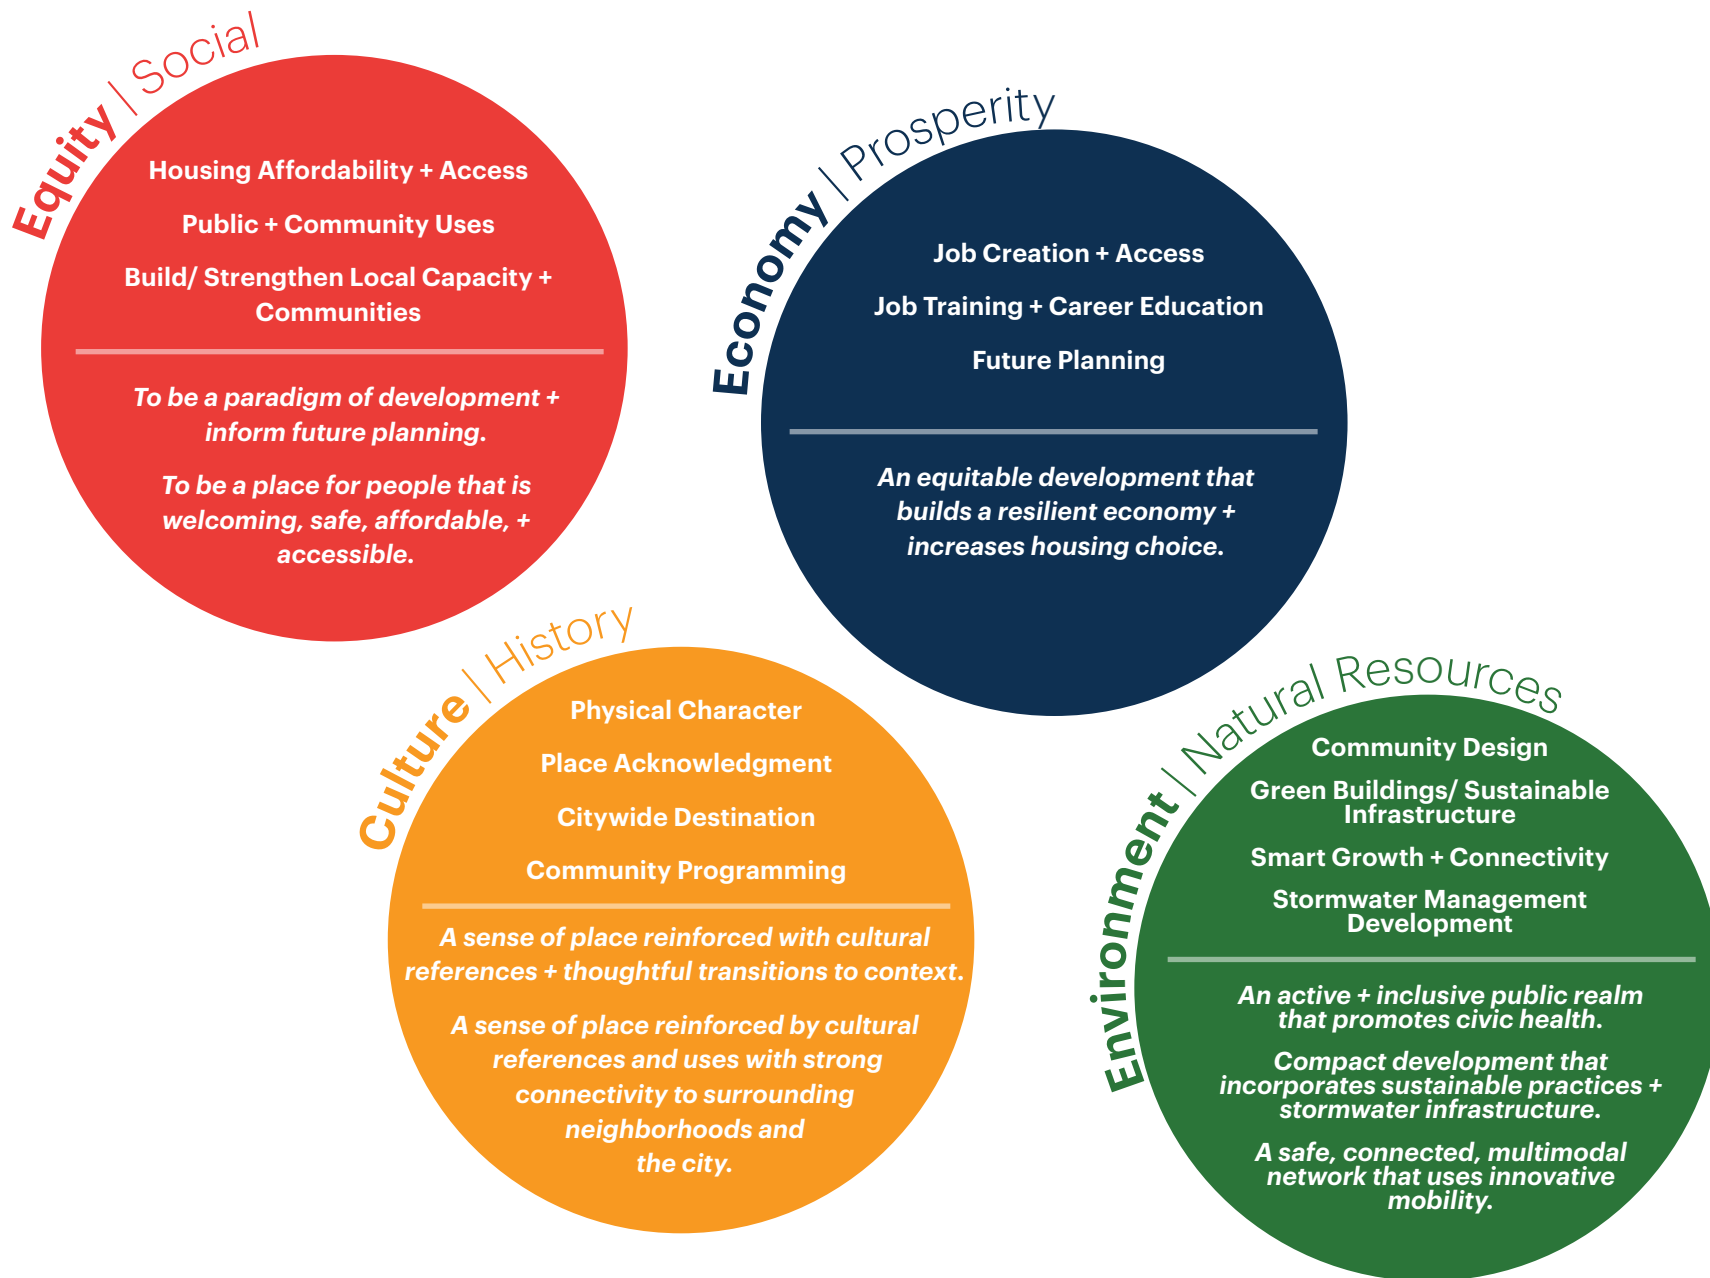 Equity | Social
Housing Affordability + Access
Public + Community Uses
Build/ Strengthen Local Capacity +
Communities
To be a paradigm of development +
inform future planning.
To be a place for people that is
welcoming, safe, affordable, +
accessible.
Economy | Prosperity
Job Creation + Access
Job Training + Career Education
Future Planning
An equitable development that
builds a resilient economy +
increases housing choice.
Culture | History
Physical Character
Place Acknowledgment
Citywide Destination
Community Programming
A sense of place reinforced with cultural
references + thoughtful transitions to context.
A sense of place reinforced by cultural
references and uses with strong
connectivity to surrounding
neighborhoods and
the city.
Environment | Natural Resources
Community Design
Green Buildings/ Sustainable
Infrastructure
Smart Growth + Connectivity
Stormwater Management
Development
An active + inclusive public realm
that promotes civic health.
Compact development that
incorporates sustainable practices +
stormwater infrastructure.
A safe, connected, multimodal
network that uses innovative
mobility.